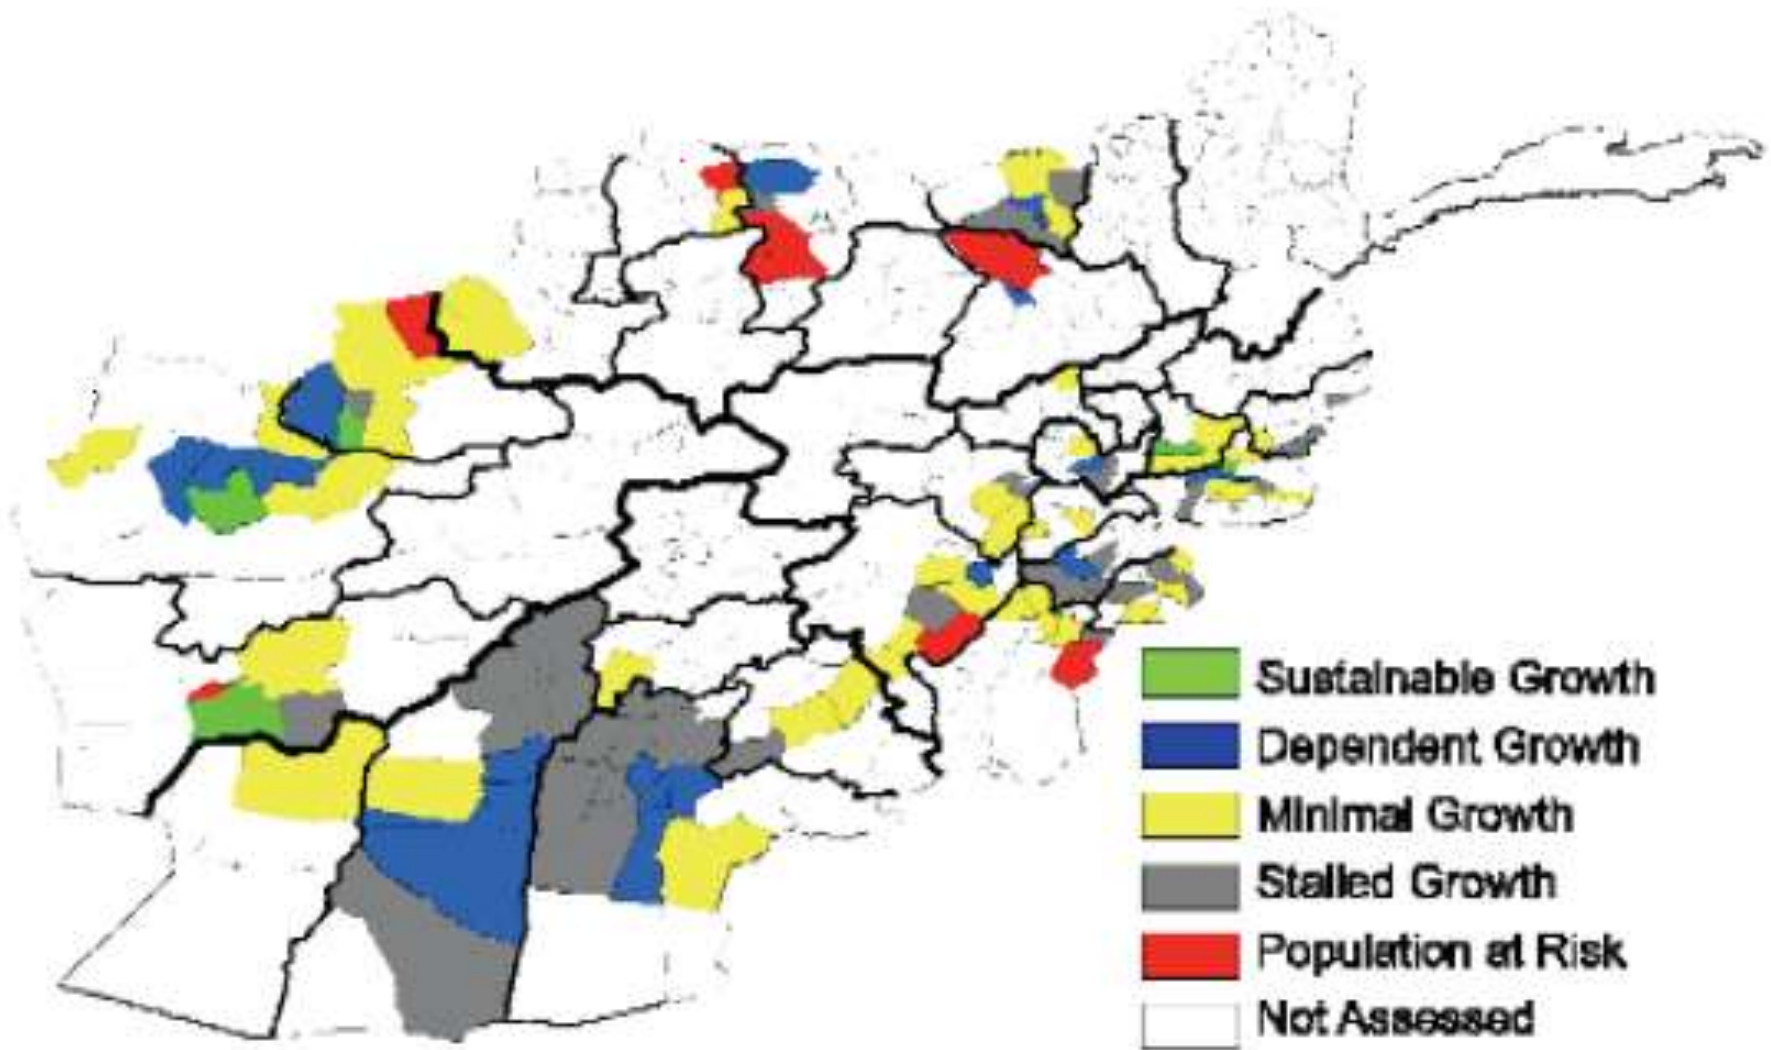 Sustainable Growth
Dependent Growth
Minimal Growth
Stalled Growth
Population at Risk
Not Assessed